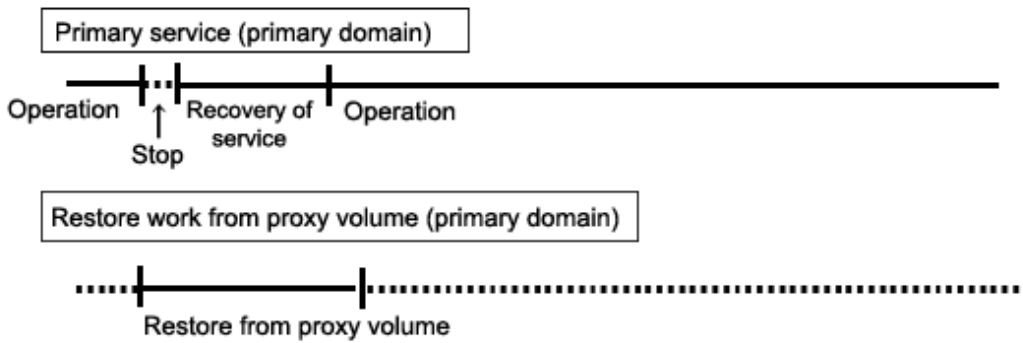 Primary service (primary domain)
Operation
Stop
Recovery of
service
Operation
Restore work from proxy volume (primary domain)
Restore from proxy volume